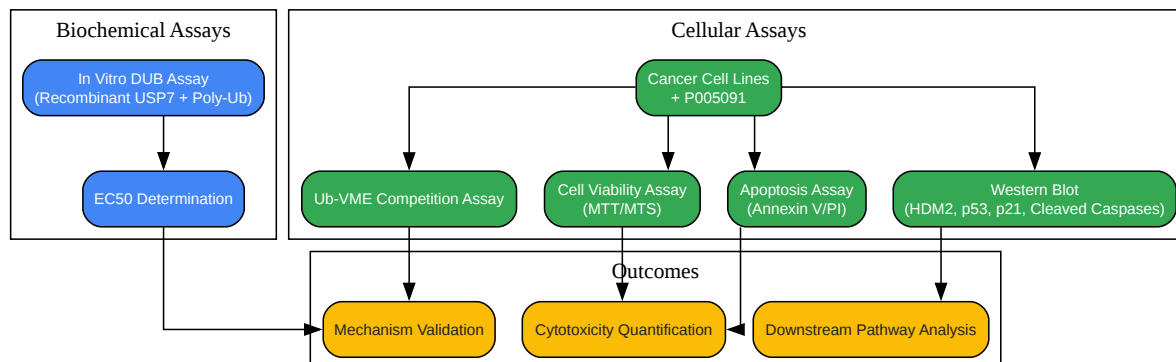 Biochemical Assays
Cellular Assays
In Vitro DUB Assay
(Recombinant USP7 + Poly-Ub)
Cancer Cell Lines
+ P005091
EC50 Determination
Ub-VME Competition Assay
Cell Viability Assay
(MTT/MTS)
Apoptosis Assay
(Annexin V/PI)
Western Blot
(HDM2, p53, p21, Cleaved Caspases)
Outcomes
Mechanism Validation
Cytotoxicity Quantification
Downstream Pathway Analysis